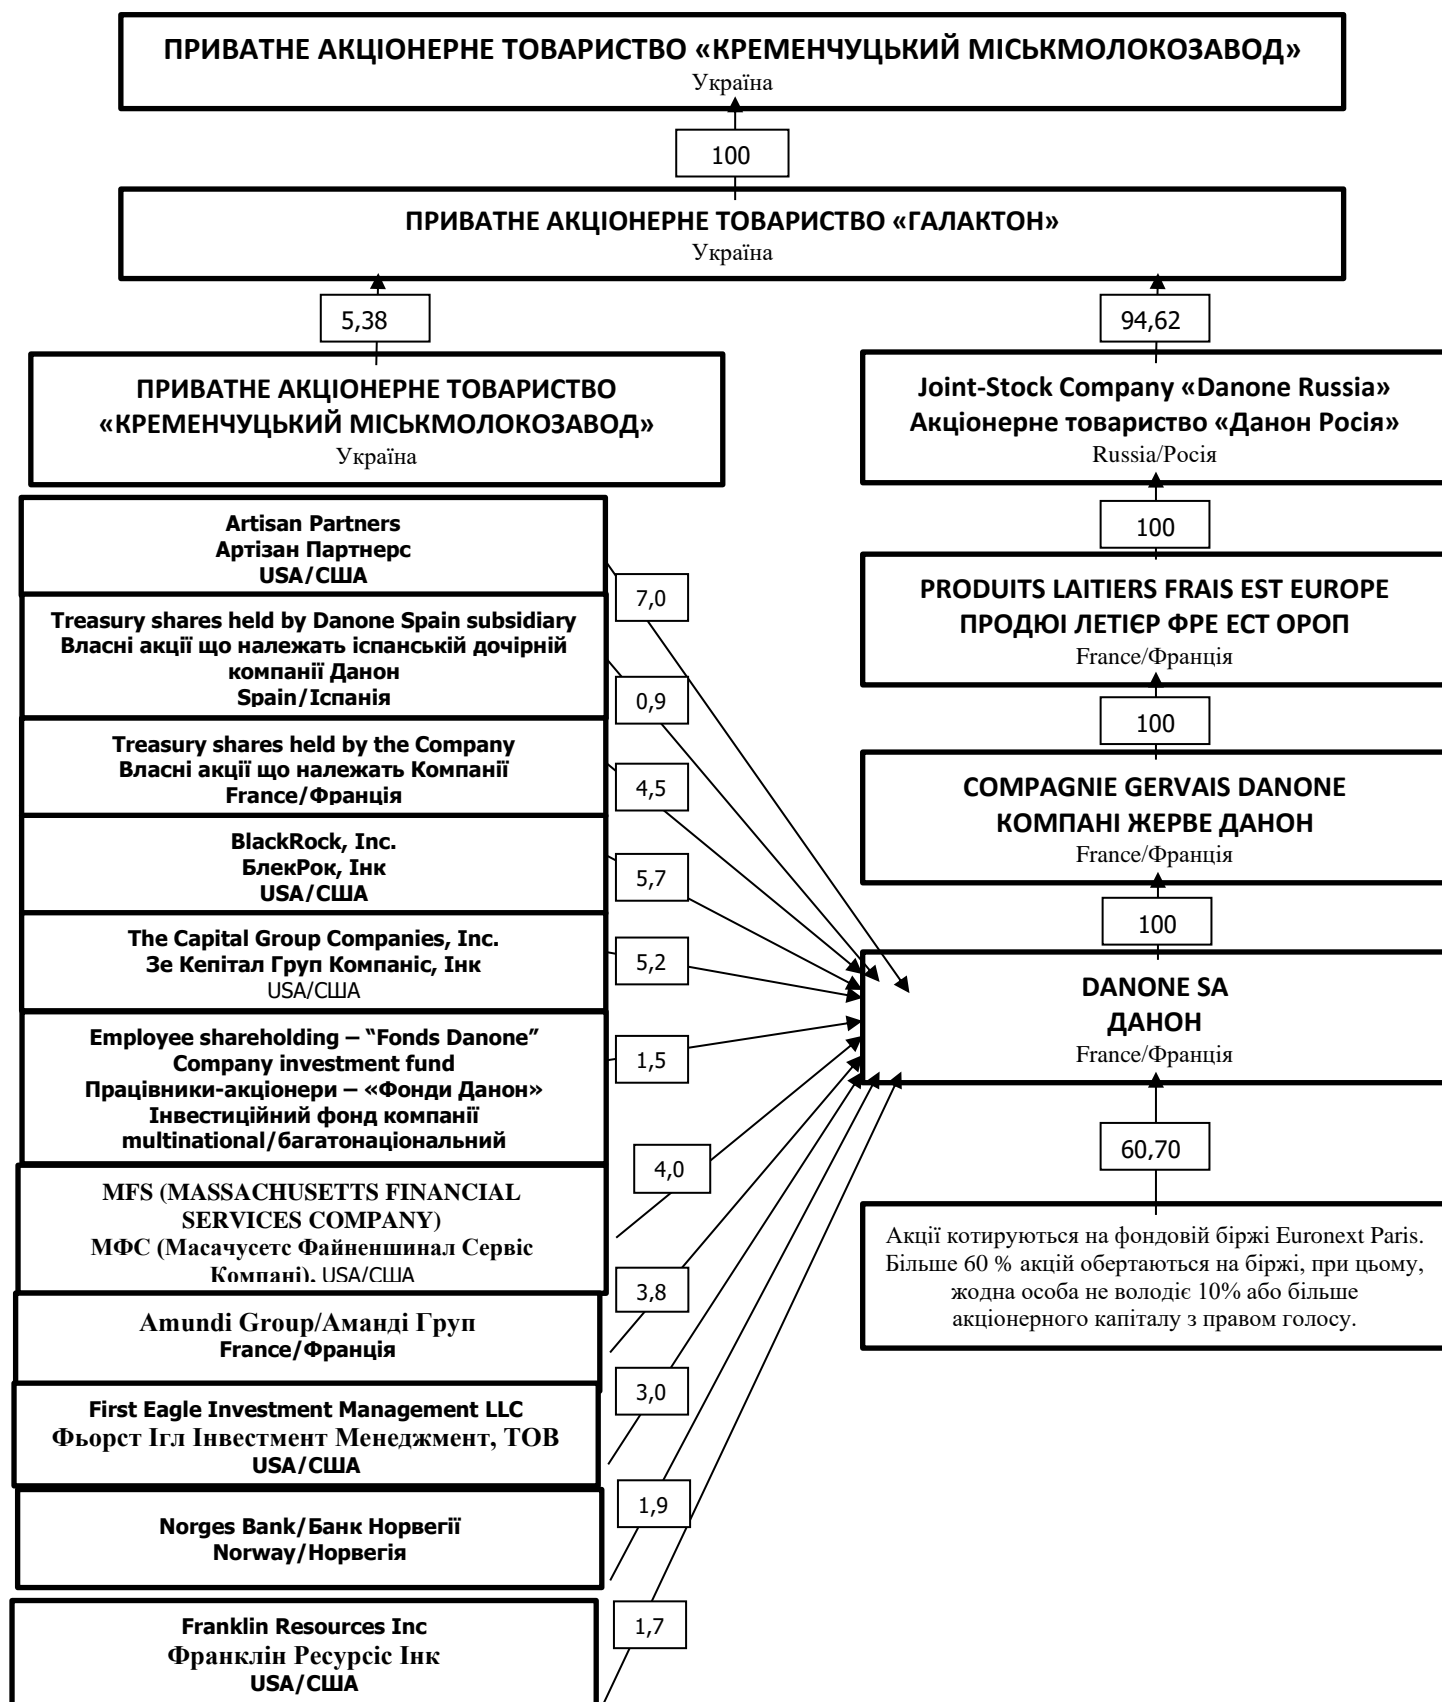 ПРИВАТНЕ АКЦІОНЕРНЕ ТОВАРИСТВО «КРЕМЕНЧУЦЬКИЙ МІСЬКМОЛОКОЗАВОД»
Україна
100
ПРИВАТНЕ АКЦІОНЕРНЕ ТОВАРИСТВО «ГАЛАКТОН»
Україна
5,38
94,62
ПРИВАТНЕ АКЦІОНЕРНЕ ТОВАРИСТВО
«КРЕМЕНЧУЦЬКИЙ МІСЬКМОЛОКОЗАВОД»
Україна
Joint-Stock Company «Danone Russia»
Акціонерне товариство «Данон Росія»
Russia/Росія
100
PRODUITS LAITIERS FRAIS EST EUROPE
ПРОДЮІ ЛЕТІЄР ФРЕ ЕСТ ОРОП
France/Франція
100
COMPAGNIE GERVAIS DANONE
КОМПАНІ ЖЕРВЕ ДАНОН
France/Франція
100
DANONE SA
ДАНОН
France/Франція
60,70
Акції котируються на фондовій біржі Euronext Paris.
Більше 60 % акцій обертаються на біржі, при цьому,
жодна особа не володіє 10% або більше
акціонерного капіталу з правом голосу.
Artisan Partners
Артізан Партнерс
USA/США
7,0
Treasury shares held by Danone Spain subsidiary
Власні акції що належать іспанській дочірній
компанії Данон
Spain/Іспанія
0,9
Treasury shares held by the Company
Власні акції що належать Компанії
France/Франція
4,5
BlackRock, Inc.
БлекРок, Інк
USA/США
5,7
The Capital Group Companies, Inc.
Зе Кепітал Груп Компаніс, Інк
USA/США
5,2
Employee shareholding – “Fonds Danone”
Company investment fund
Працівники-акціонери – «Фонди Данон»
Інвестиційний фонд компанії
multinational/багатонаціональний
1,5
MFS (MASSACHUSETTS FINANCIAL
SERVICES COMPANY)
МФС (Масачусетс Файненшинал Сервіс
Компані), USA/США
4,0
Amundi Group/Аманді Груп
France/Франція
3,8
First Eagle Investment Management LLC
Фьорст Ігл Інвестмент Менеджмент, ТОВ
USA/США
3,0
Norges Bank/Банк Норвегії
Norway/Норвегія
1,9
Franklin Resources Inc
Франклін Ресурсіс Інк
USA/США
1,7